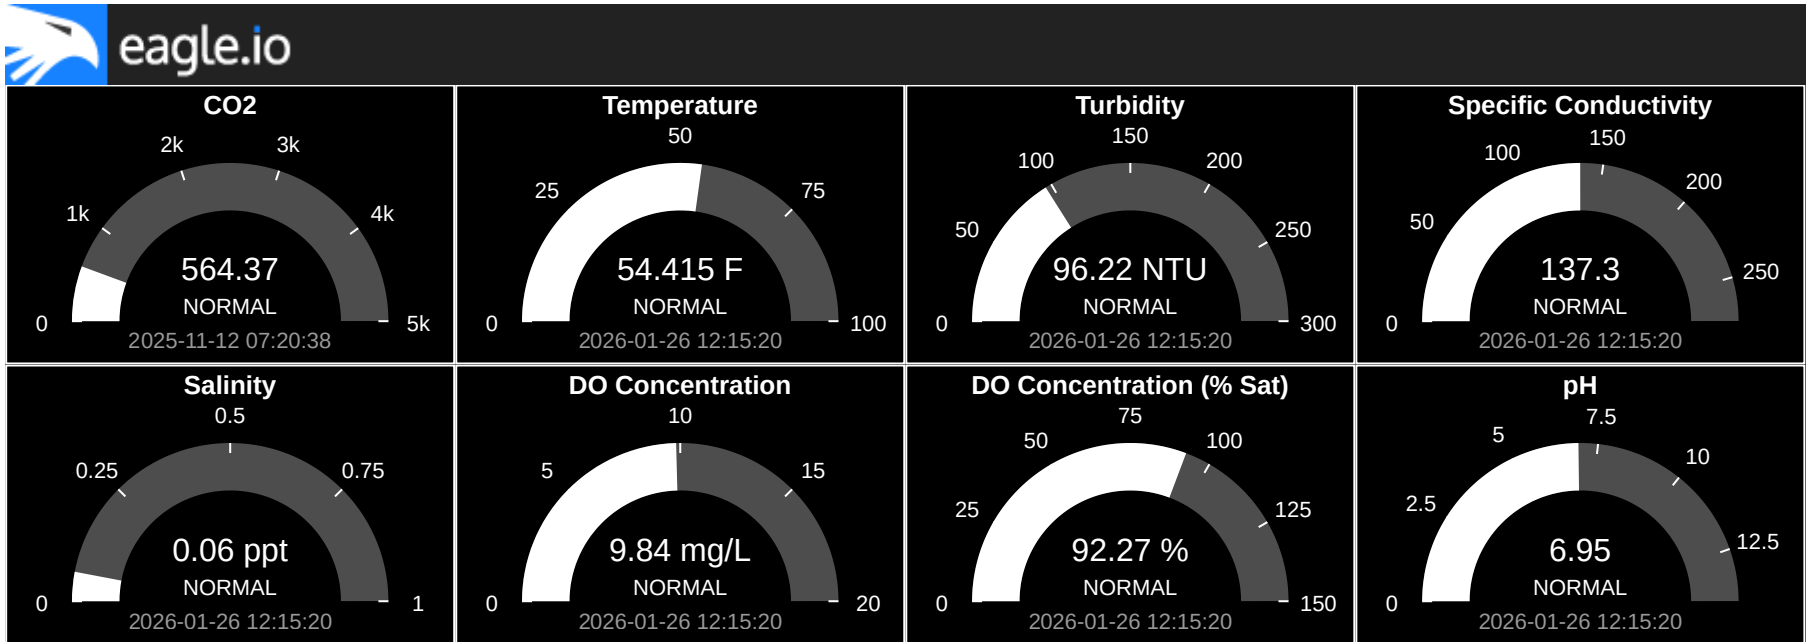 eagle.io
CO2
0
1k
2k
3k
4k
5k
564.37
NORMAL
2025-11-12 07:20:38
Temperature
0
25
50
75
100
54.415 F
NORMAL
2026-01-26 12:15:20
Turbidity
0
50
100
150
200
250
300
96.22 NTU
NORMAL
2026-01-26 12:15:20
Specific Conductivity
0
50
100
150
200
250
137.3
NORMAL
2026-01-26 12:15:20
Salinity
0
0.25
0.5
0.75
1
0.06 ppt
NORMAL
2026-01-26 12:15:20
DO Concentration
0
5
10
15
20
9.84 mg/L
NORMAL
2026-01-26 12:15:20
DO Concentration (% Sat)
0
25
50
75
100
125
150
92.27 %
NORMAL
2026-01-26 12:15:20
pH
0
2.5
5
7.5
10
12.5
6.95
NORMAL
2026-01-26 12:15:20